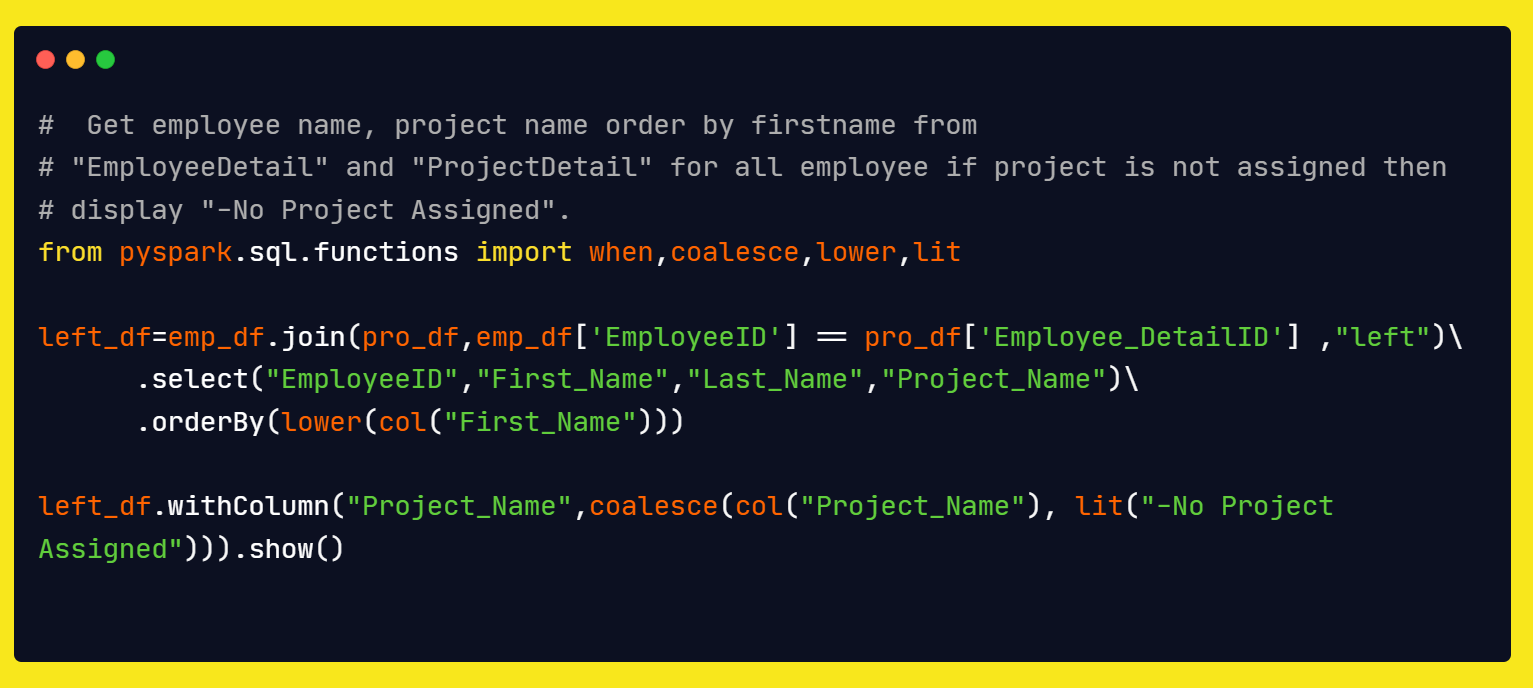 #  Get employee name, project name order by firstname from
# "EmployeeDetail" and "ProjectDetail" for all employee if project is not assigned then
# display "-No Project Assigned".
from pyspark.sql.functions import when,coalesce,lower,lit
left_df=emp_df.join(pro_df,emp_df['EmployeeID'] == pro_df['Employee_DetailID'] ,"left")\
      .select("EmployeeID","First_Name","Last_Name","Project_Name")\
      .orderBy(lower(col("First_Name")))
left_df.withColumn("Project_Name",coalesce(col("Project_Name"), lit("-No Project
Assigned"))).show()